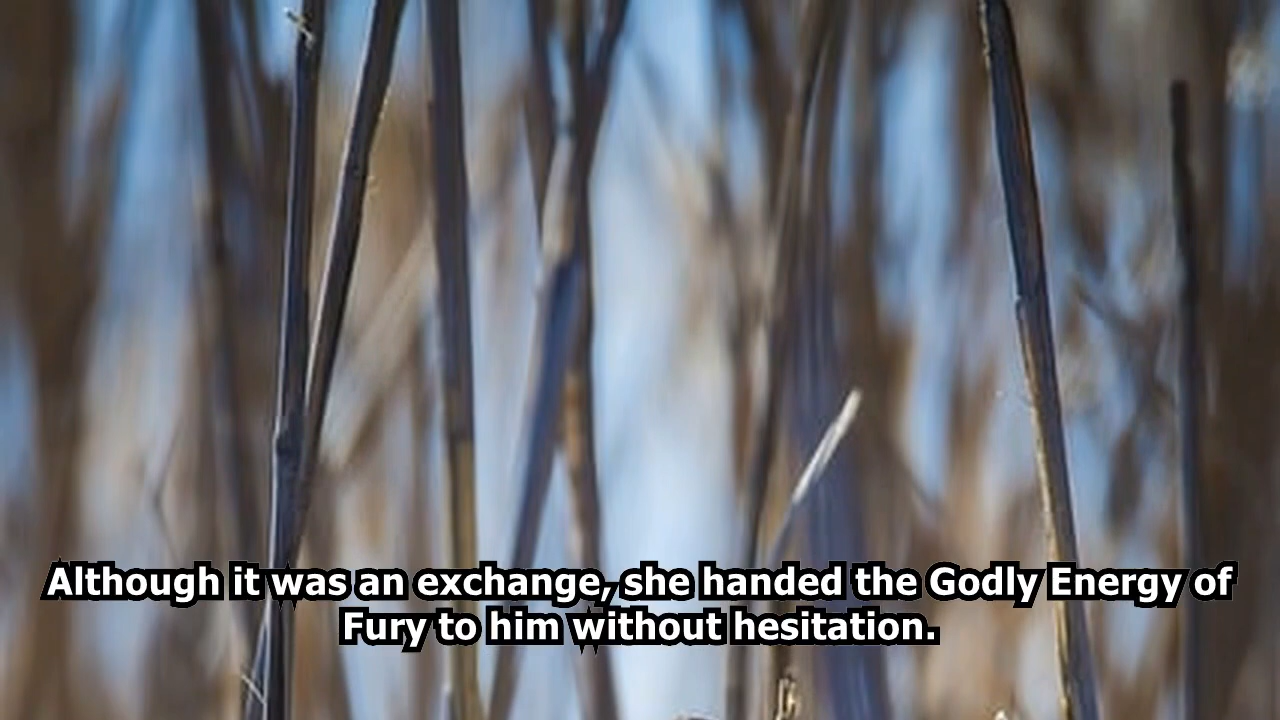 Although it was an exchange, she handed the Godly Energy of
Fury to him without hesitation.